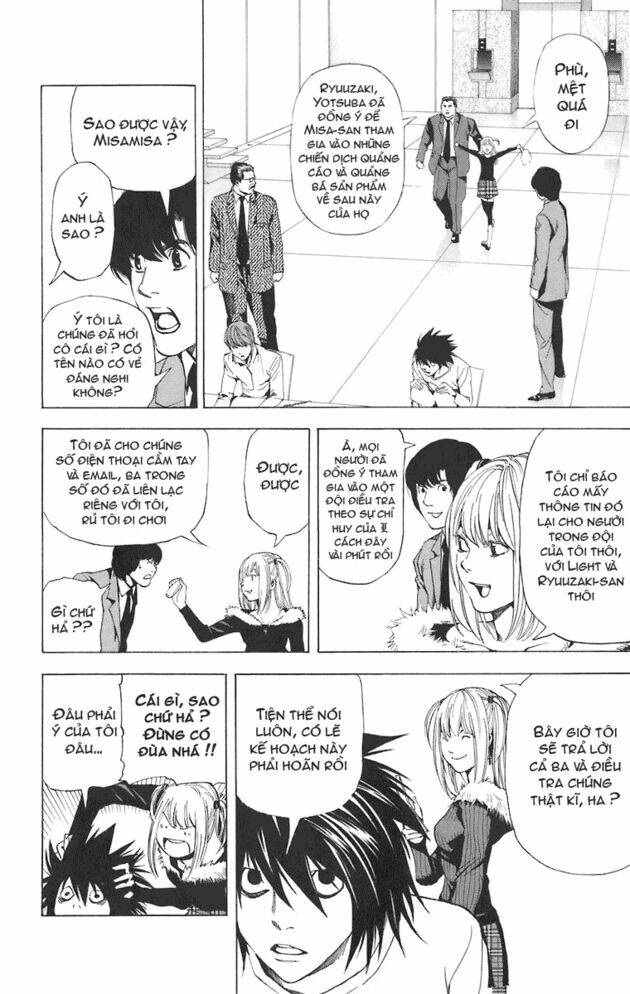 PHÙ,
MỆT
QUÁ
ĐI
RYUUZAKI,
YOTSUBA ĐÃ
ĐỒNG Ý ĐỂ
MISA-SAN THAM
GIA VÀO NHỮNG
CHIẾN DỊCH QUẢNG
CÁO VÀ QUẢNG
BÁ SẢN PHẨM
VỀ SAU NÀY
CỦA HỌ
SAO ĐƯỢC VẬY,
MISAMISA ?
Ý
ANH LÀ
SAO ?
Ý TÔI LÀ
CHÚNG ĐÃ HỎI
CÔ CÁI GÌ ? CÓ
TÊN NÀO CÓ VẺ
ĐÁNG NGHI
KHÔNG?
TÔI CHỈ BÁO
CÁO MẤY
THÔNG TIN ĐÓ
LẠI CHO NGƯỜI
TRONG ĐỘI
CỦA TÔI THÔI,
VỚI LIGHT VÀ
RYUUZAKI-SAN
THÔI
À, MỌI
NGƯỜI ĐÃ
ĐỒNG Ý THAM
GIA VÀO MỘT
ĐỘI ĐIỀU TRA
THEO SỰ CHỈ
HUY CỦA L
CÁCH ĐÂY
VÀI PHÚT RỒI
ĐƯỢC,
ĐƯỢC
TÔI ĐÃ CHO CHÚNG
SỐ ĐIỆN THOẠI CẦM TAY
VÀ EMAIL, BA TRONG
SỐ ĐÓ ĐÃ LIÊN LẠC
RIÊNG VỚI TÔI,
RỦ TÔI ĐI CHƠI
GÌ CHỨ
HẢ ??
BÂY GIỜ TÔI
SẼ TRẢ LỜI
CẢ BA VÀ ĐIỀU
TRA CHÚNG
THẬT KĨ, HA ?
TIỆN THỂ NÓI
LUÔN, CÓ LẼ
KẾ HOẠCH NÀY
PHẢI HOÃN RỒI
CÁI GÌ, SAO
CHỨ HẢ ?
ĐỪNG CÓ
ĐÙA NHÁ !!
ĐÂU PHẢI
Ý CỦA TÔI
ĐÂU...